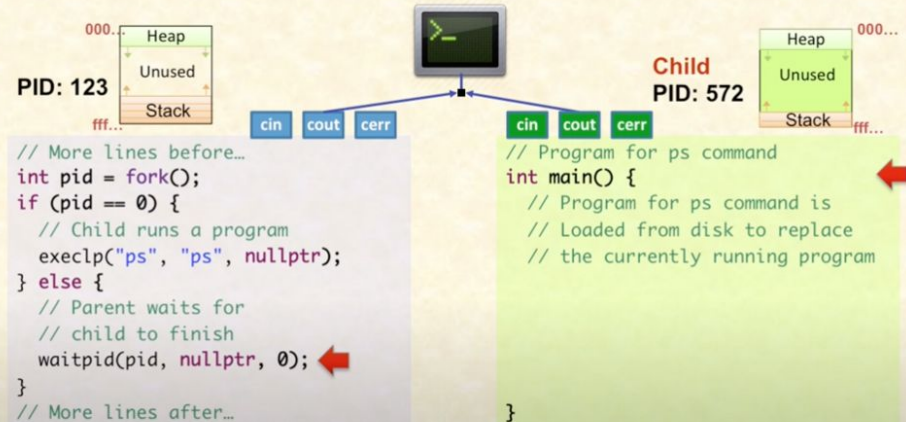 000...
Heap
Unused
Stack
fff...
PID: 123
>_
Child
PID: 572
Heap
Unused
Stack
000...
fff...
cin
cout
cerr
cin
cout
cerr
// More lines before…
int pid = fork();
if (pid == 0) {
  // Child runs a program
  execlp("ps", "ps", nullptr);
} else {
  // Parent waits for
  // child to finish
  waitpid(pid, nullptr, 0);
}
// More lines after…
// Program for ps command
int main() {
  // Program for ps command is
  // Loaded from disk to replace
  // the currently running program
}